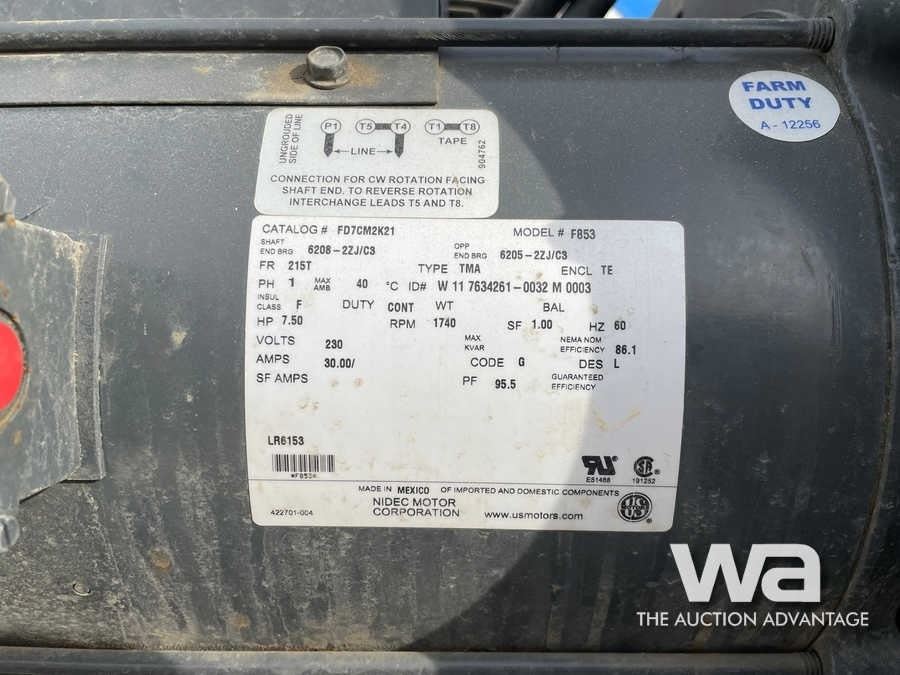 FARM
DUTY
A - 12256
UNGROUDED
SIDE OF LINE
P1 T5 T4 T1 T8
LINE
TAPE
904762
CONNECTION FOR CW ROTATION FACING
SHAFT END. TO REVERSE ROTATION
INTERCHANGE LEADS T5 AND T8.
CATALOG # FD7CM2K21 MODEL # F853
SHAFT END BRG 6208-2ZJ/C3 OPP END BRG 6205-2ZJ/C3
FR 215T TYPE TMA ENCL TE
PH 1 MAX AMB 40 °C ID# W 11 7634261-0032 M 0003
INSUL CLASS F DUTY CONT WT BAL
HP 7.50 RPM 1740 SF 1.00 HZ 60
VOLTS 230 MAX KVAR NEMA NOM EFFICIENCY 86.1
AMPS 30.00/ CODE G DES L
SF AMPS PF 95.5 GUARANTEED EFFICIENCY
LR6153
*F853*
E51488 191252
MADE IN MEXICO OF IMPORTED AND DOMESTIC COMPONENTS
NIDEC MOTOR
CORPORATION
422701-004 www.usmotors.com
wa
THE AUCTION ADVANTAGE